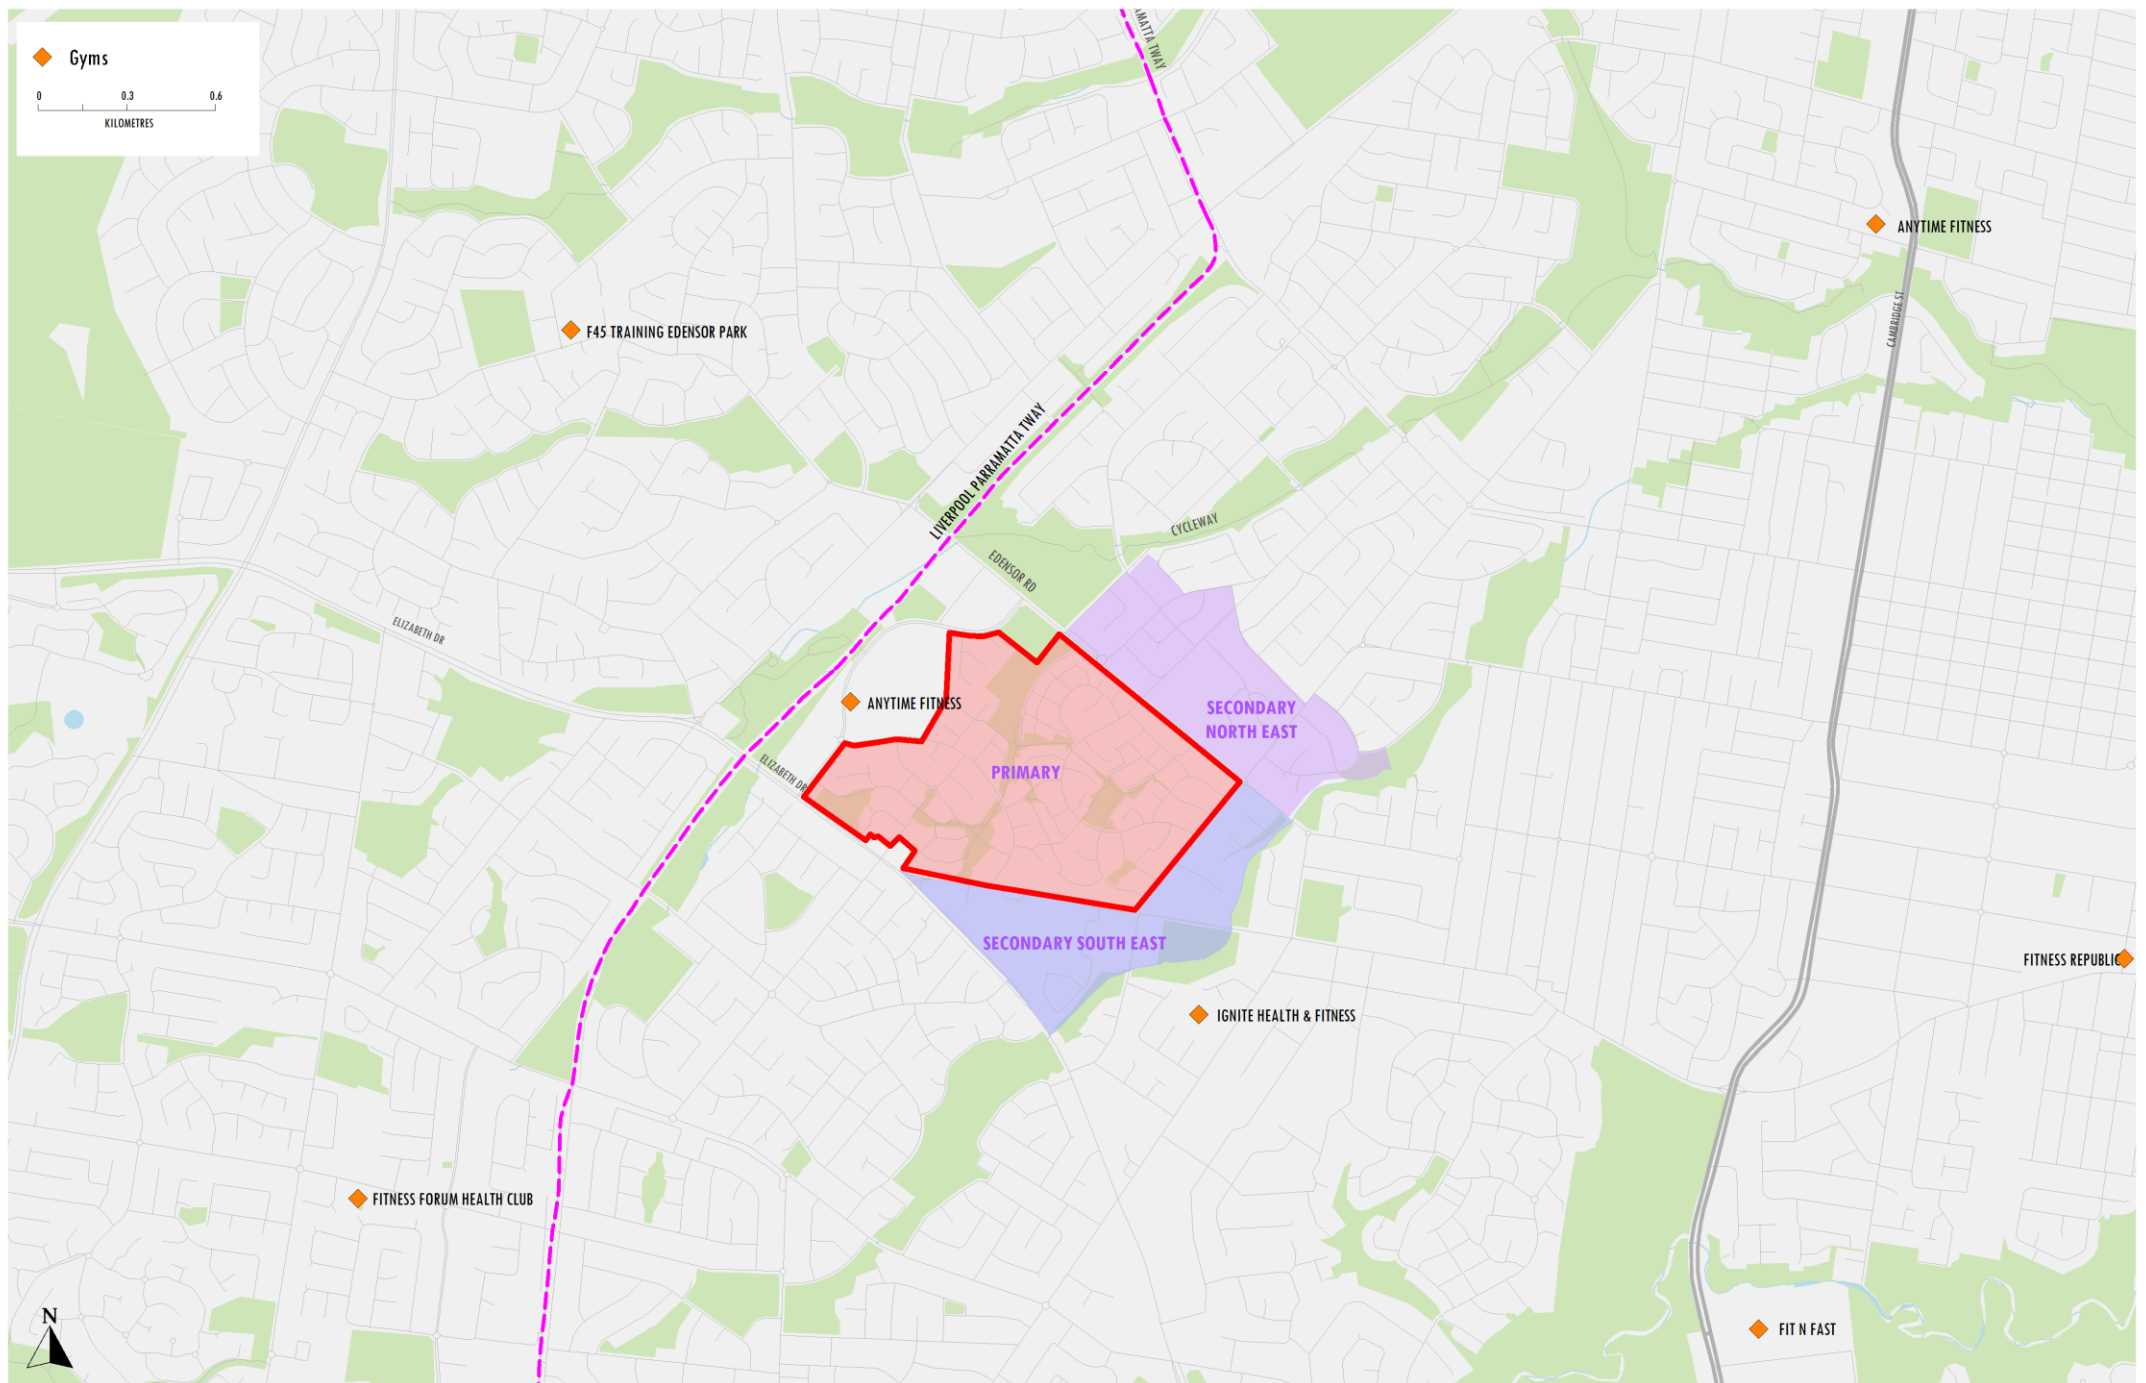 Gyms
0 0.3 0.6
KILOMETRES
AMATTA TWAY
ANYTIME FITNESS
CAMBRIDGE ST
F45 TRAINING EDENSOR PARK
LIVERPOOL PARRAMATTA TWAY
CYCLEWAY
EDENSOR RD
ELIZABETH DR
ANYTIME FITNESS
SECONDARY
NORTH EAST
ELIZABETH DR
PRIMARY
SECONDARY SOUTH EAST
FITNESS REPUBLIC
IGNITE HEALTH & FITNESS
FITNESS FORUM HEALTH CLUB
N
FIT N FAST